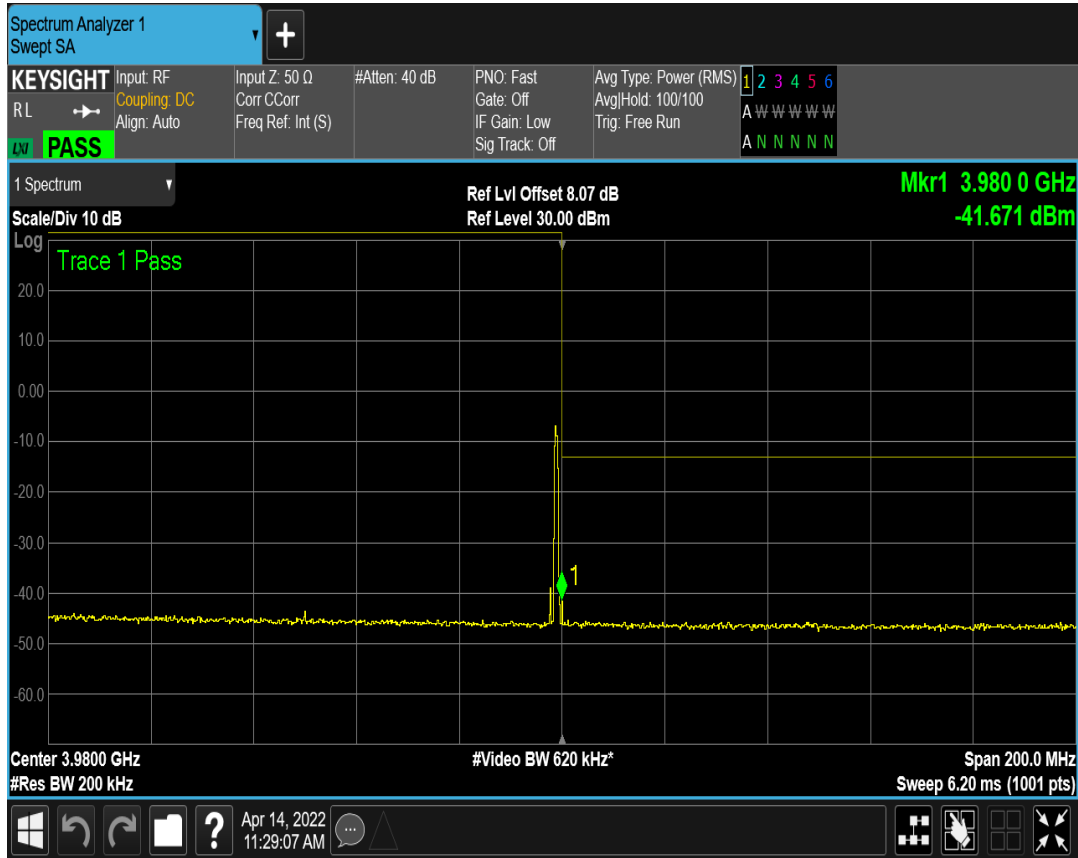 Spectrum Analyzer 1
Swept SA
+
KEYSIGHT Input: RF Input Z: 50 Ω #Atten: 40 dB PNO: Fast Avg Type: Power (RMS) 1 2 3 4 5 6
R L Coupling: DC Corr CCorr Gate: Off Avg|Hold: 100/100 A W W W W W
Align: Auto Freq Ref: Int (S) IF Gain: Low Trig: Free Run
LXI PASS Sig Track: Off A N N N N N
1 Spectrum Ref Lvl Offset 8.07 dB Mkr1 3.980 0 GHz
Scale/Div 10 dB Ref Level 30.00 dBm -41.671 dBm
Log
Trace 1 Pass
20.0
10.0
0.00
-10.0
-20.0
-30.0
1
-40.0
-50.0
-60.0
Center 3.9800 GHz #Video BW 620 kHz* Span 200.0 MHz
#Res BW 200 kHz Sweep 6.20 ms (1001 pts)
? Apr 14, 2022
11:29:07 AM